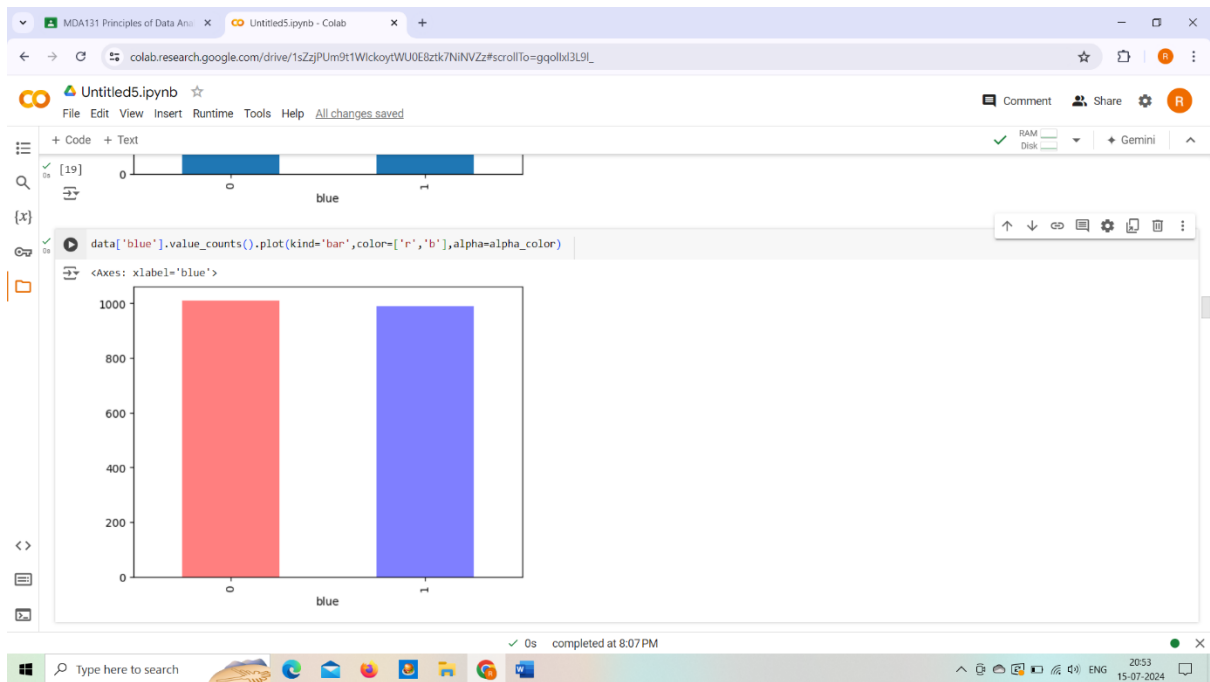 MDA131 Principles of Data Ana
Untitled5.ipynb - Colab
colab.research.google.com/drive/1sZzjPUm9t1WlckoytWU0E8ztk7NiNVZz#scrollTo=gqollxl3L9l_
R
CO
Untitled5.ipynb
File Edit View Insert Runtime Tools Help All changes saved
Comment Share R
+ Code + Text
RAM
Disk
Gemini
[19]
0s
0
0 1
blue
{x}
0s
data['blue'].value_counts().plot(kind='bar',color=['r','b'],alpha=alpha_color)
<Axes: xlabel='blue'>
1000
800
600
400
200
0
0 1
blue
0s completed at 8:07 PM
Type here to search
ENG
20:53
15-07-2024